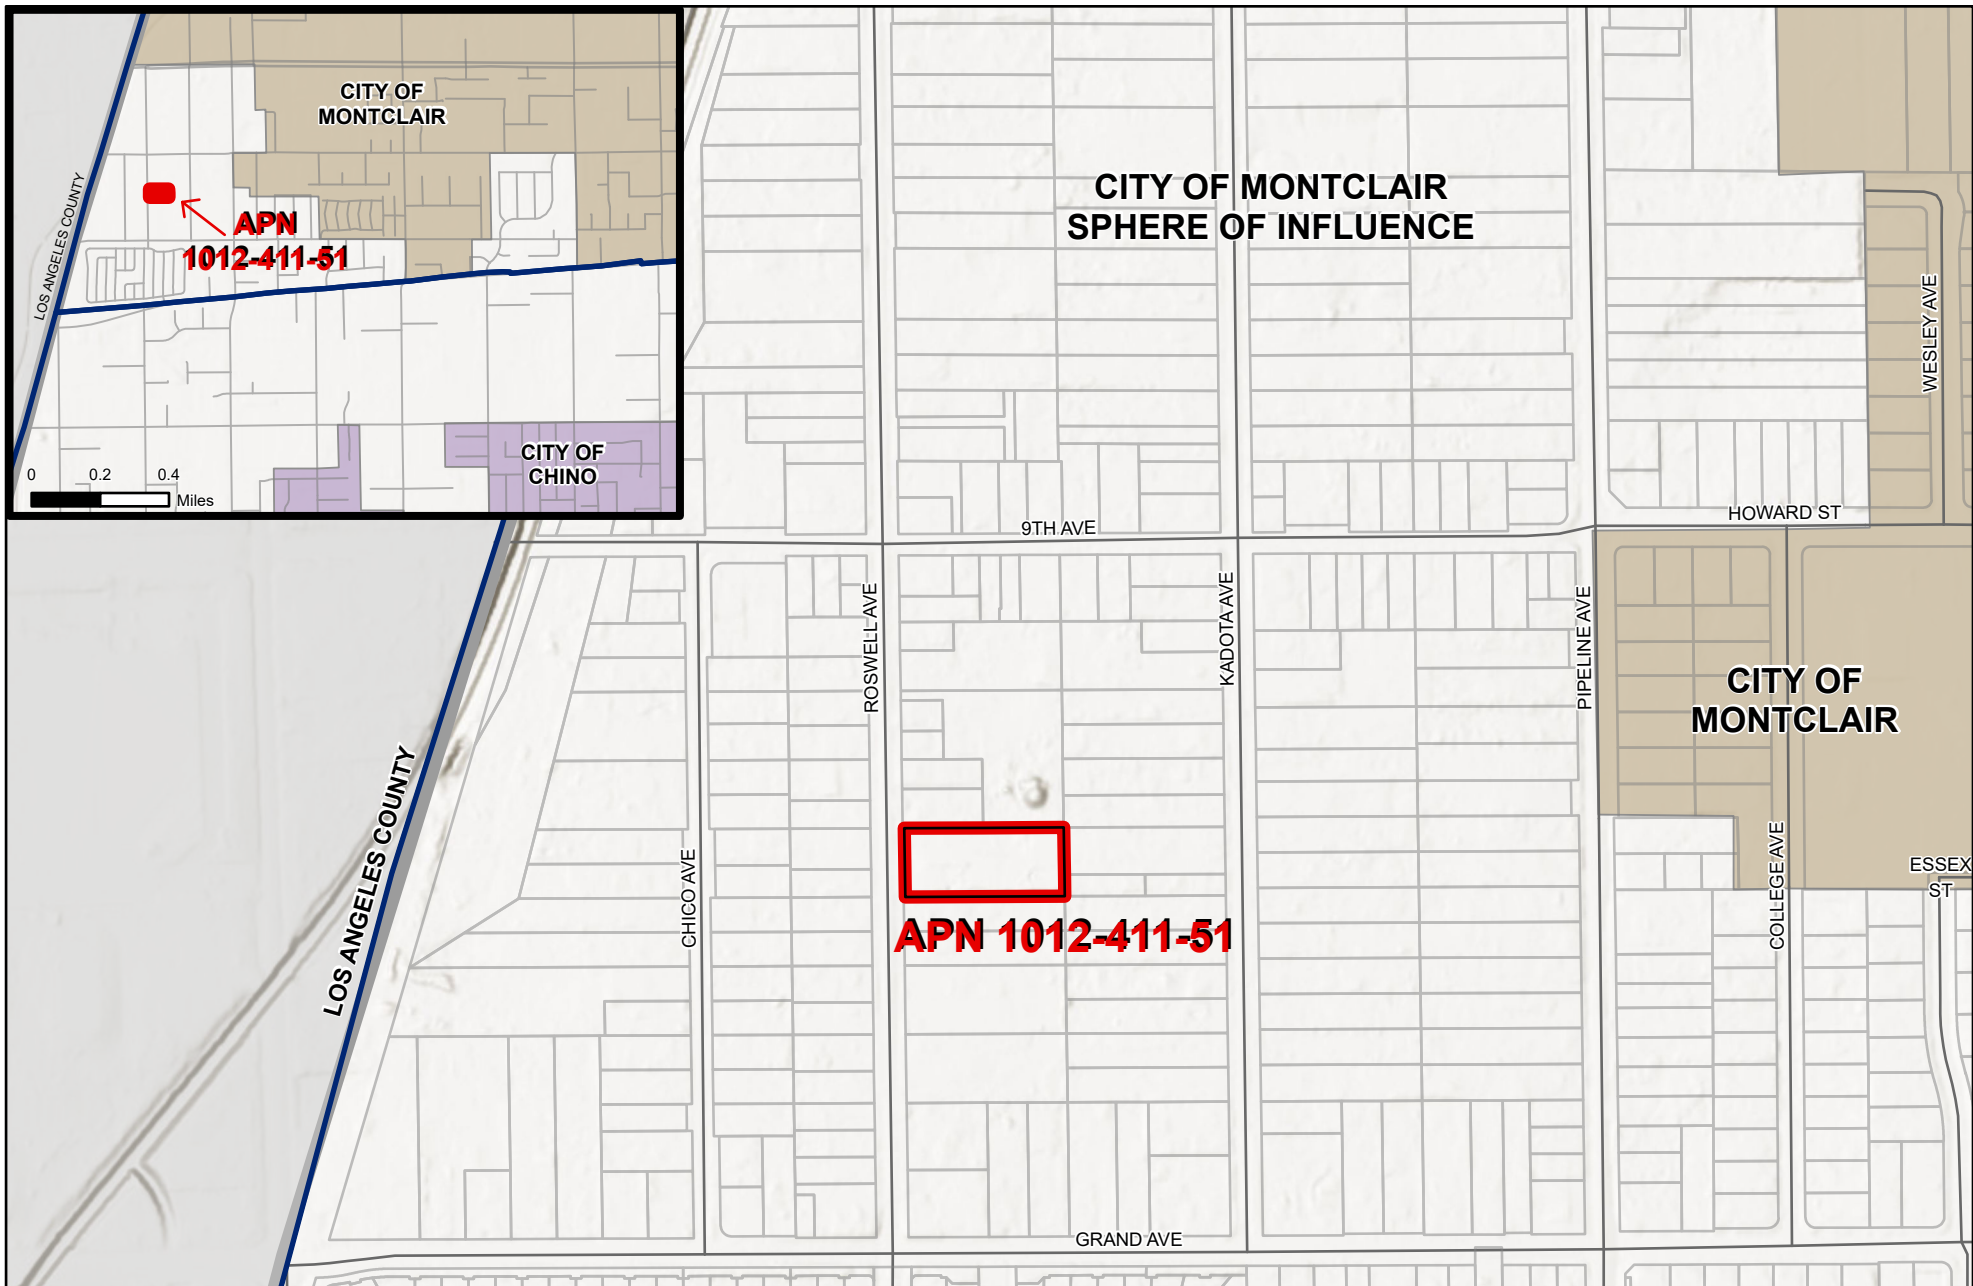 CITY OF
MONTCLAIR
LOS ANGELES COUNTY
APN
1012-411-51
CITY OF
CHINO
0 0.2 0.4
Miles
CITY OF MONTCLAIR
SPHERE OF INFLUENCE
WESLEY AVE
HOWARD ST
9TH AVE
ROSWELL AVE
KADOTA AVE
PIPELINE AVE
CITY OF
MONTCLAIR
LOS ANGELES COUNTY
CHICO AVE
COLLEGE AVE
ESSEX
ST
APN 1012-411-51
GRAND AVE